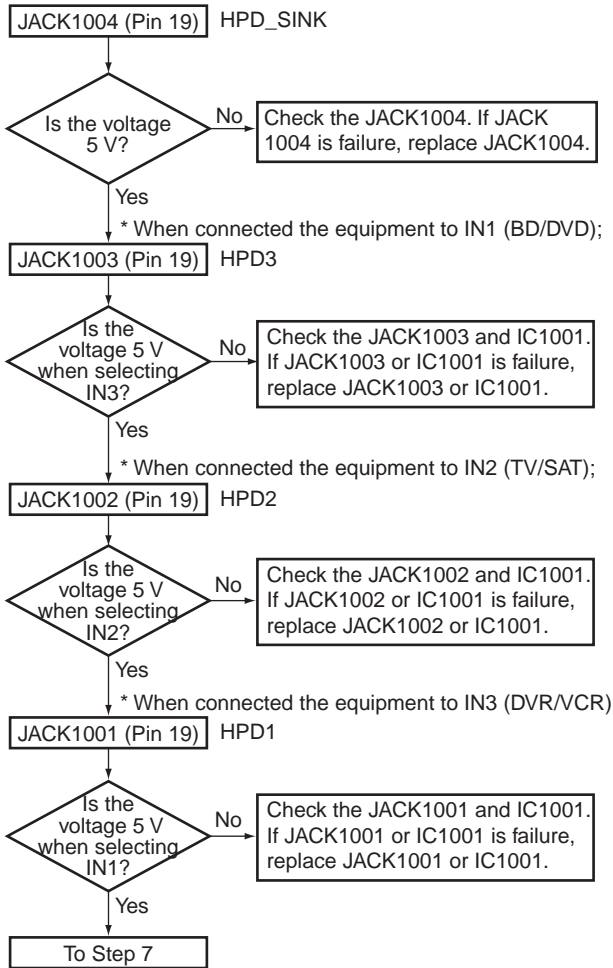 JACK1004 (Pin 19) HPD_SINK
Is the voltage
5 V?
No
Check the JACK1004. If JACK
1004 is failure, replace JACK1004.
Yes
* When connected the equipment to IN1 (BD/DVD);
JACK1003 (Pin 19) HPD3
Is the
voltage 5 V
when selecting
IN3?
No
Check the JACK1003 and IC1001.
If JACK1003 or IC1001 is failure,
replace JACK1003 or IC1001.
Yes
* When connected the equipment to IN2 (TV/SAT);
JACK1002 (Pin 19) HPD2
Is the
voltage 5 V
when selecting
IN2?
No
Check the JACK1002 and IC1001.
If JACK1002 or IC1001 is failure,
replace JACK1002 or IC1001.
Yes
* When connected the equipment to IN3 (DVR/VCR)
JACK1001 (Pin 19) HPD1
Is the
voltage 5 V
when selecting
IN1?
No
Check the JACK1001 and IC1001.
If JACK1001 or IC1001 is failure,
replace JACK1001 or IC1001.
Yes
To Step 7